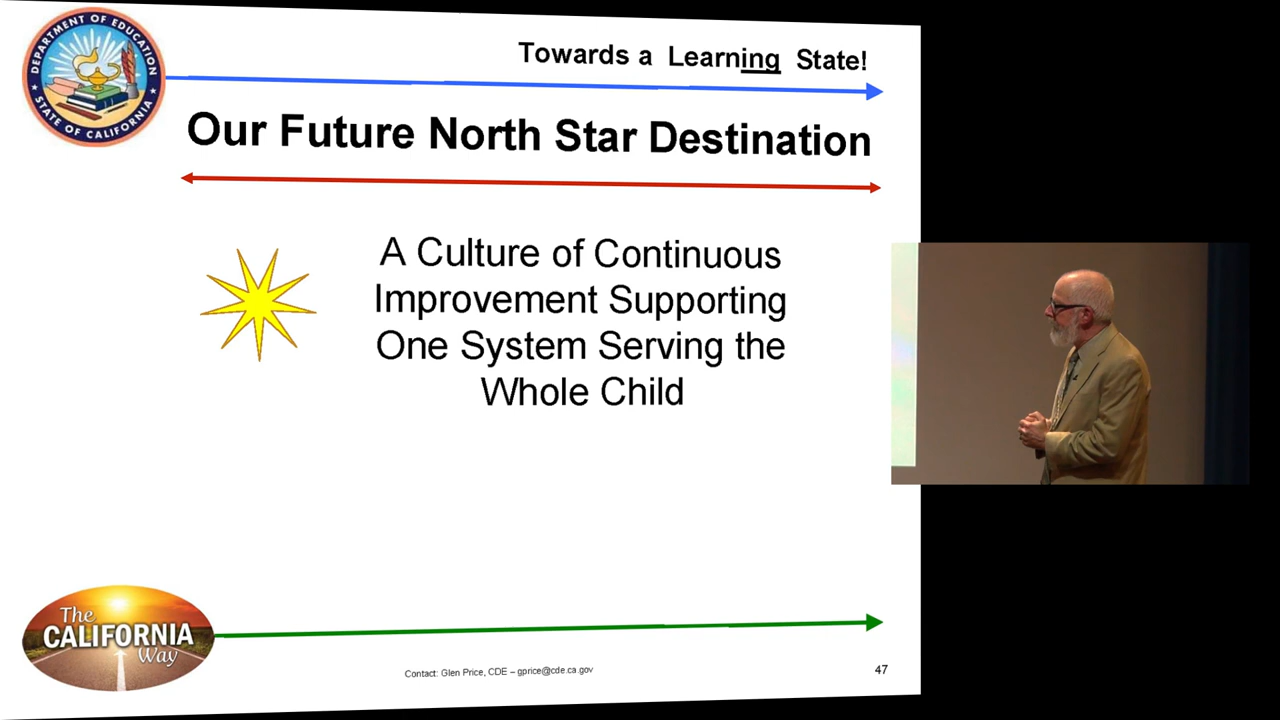 DEPARTMENT OF EDUCATION
STATE OF CALIFORNIA
Towards a Learning State!
Our Future North Star Destination
A Culture of Continuous
Improvement Supporting
One System Serving the
Whole Child
The
CALIFORNIA
Way
Contact: Glen Price, CDE – gprice@cde.ca.gov
47